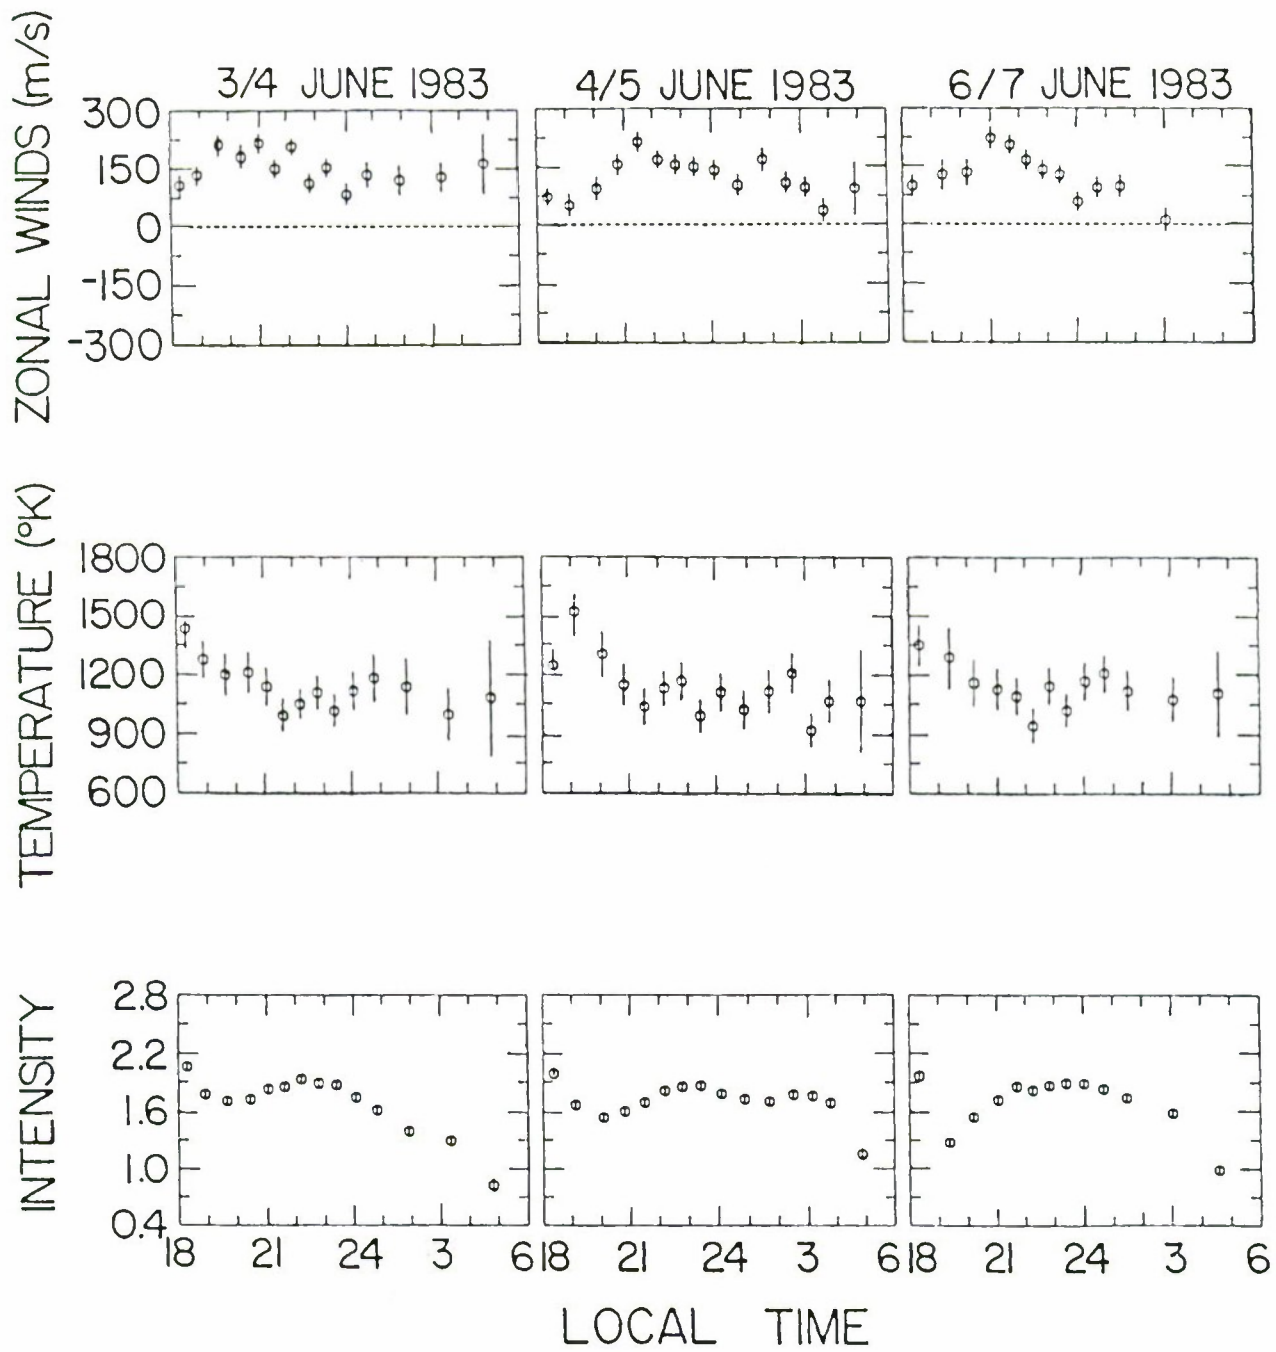 3/4 JUNE 1983 4/5 JUNE 1983 6/7 JUNE 1983
ZONAL WINDS (m/s)
300
150
0
-150
-300
TEMPERATURE (°K)
1800
1500
1200
900
600
INTENSITY
2.8
2.2
1.6
1.0
0.4
18 21 24 3 6 18 21 24 3 6 18 21 24 3 6
LOCAL TIME